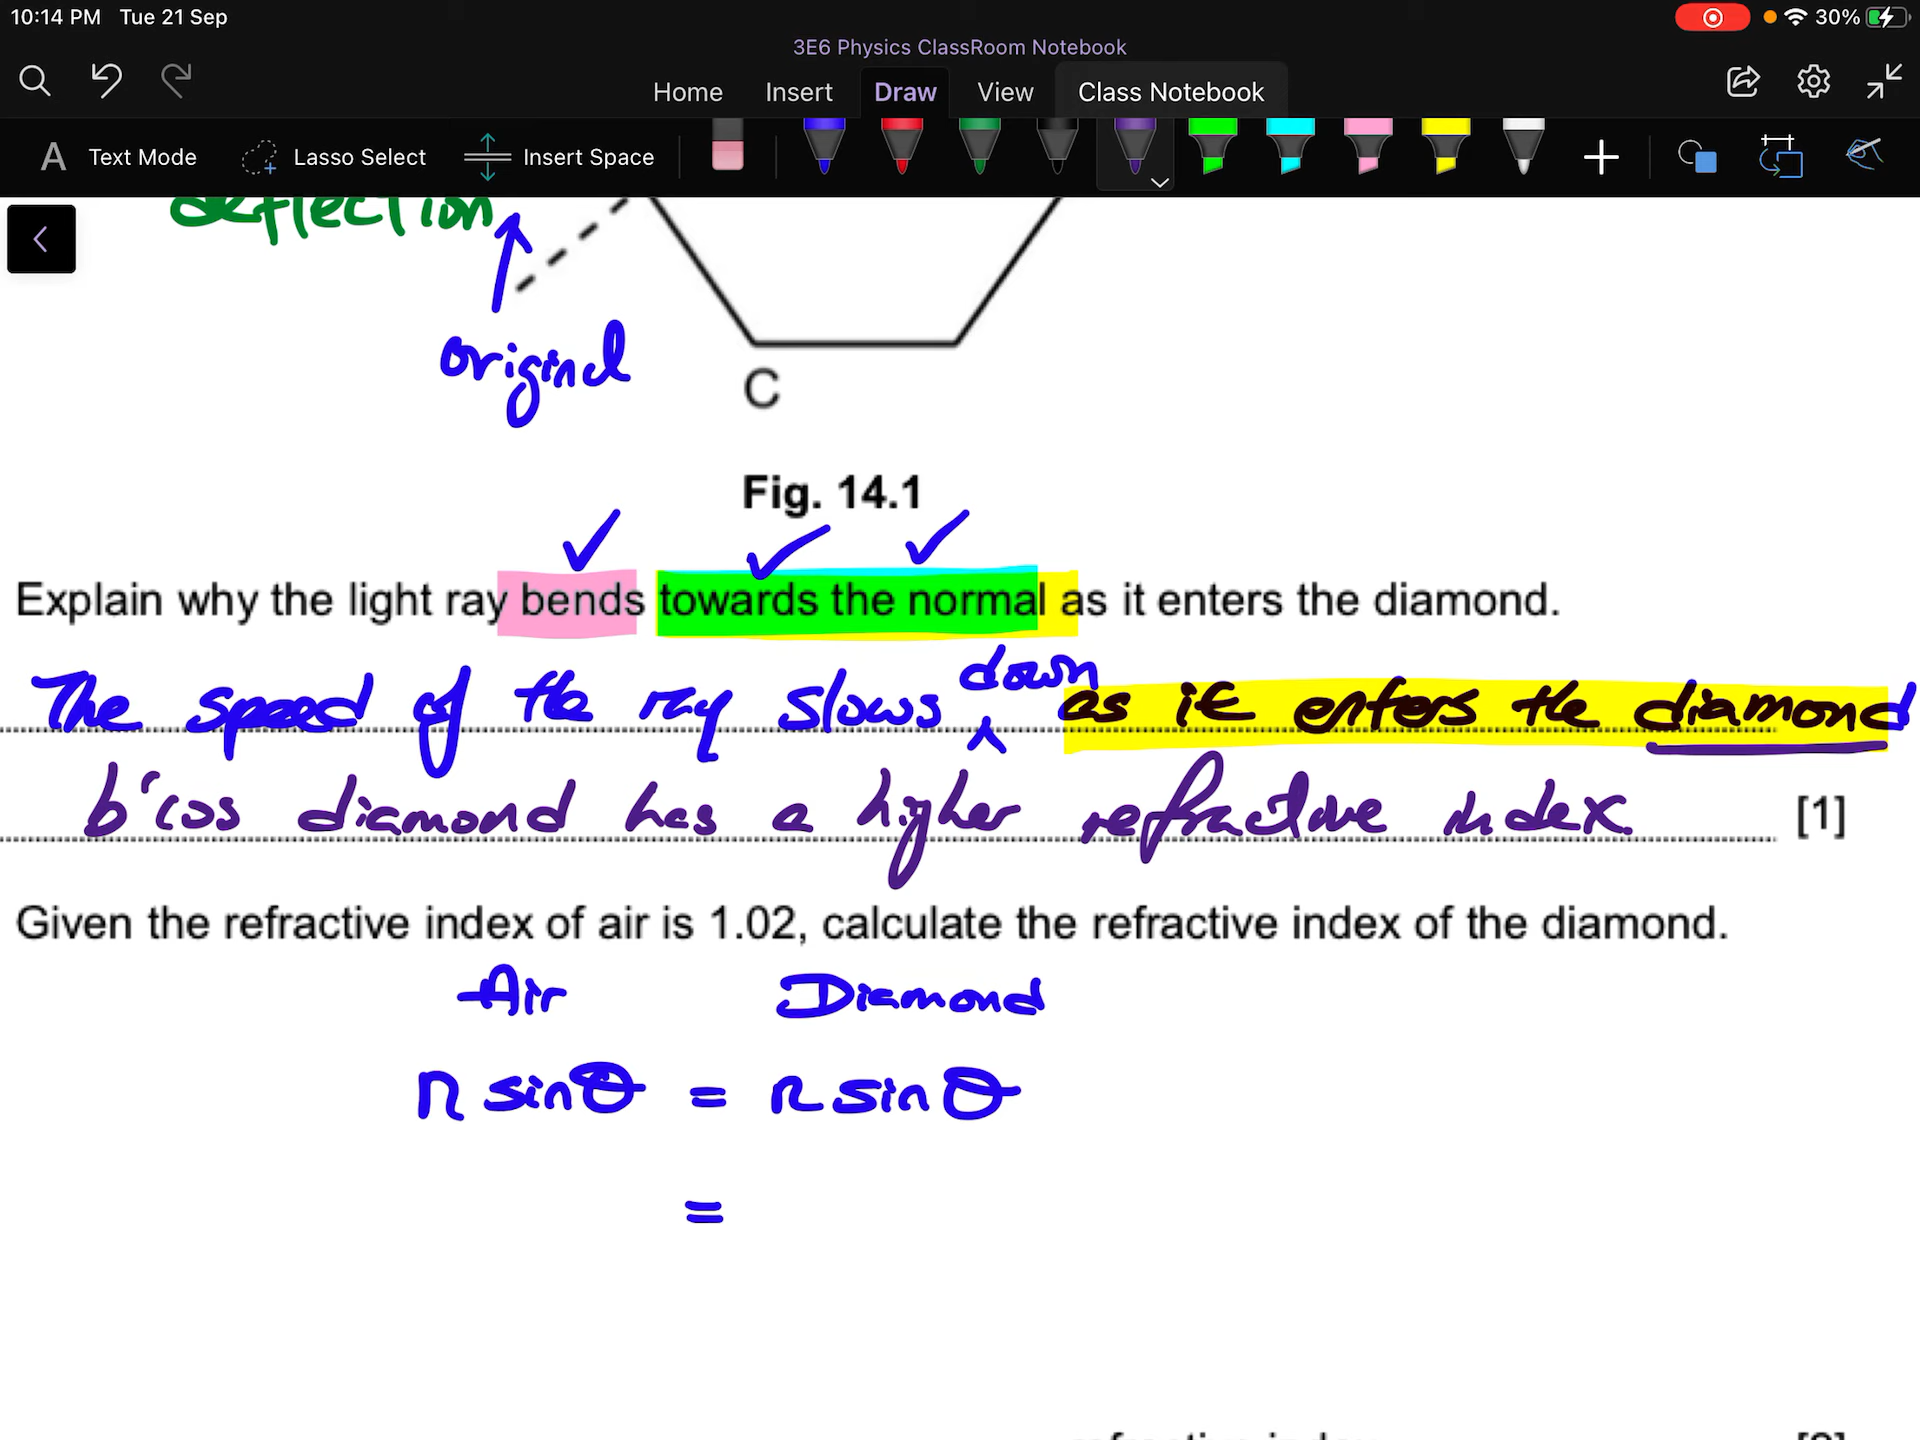 10:14 PM Tue 21 Sep
30%
3E6 Physics ClassRoom Notebook
Home Insert Draw View Class Notebook
A Text Mode Lasso Select Insert Space
deflection
original
C
Fig. 14.1
Explain why the light ray bends towards the normal as it enters the diamond.
down
The speed of the ray slows ^ as it enters the diamond
b'cos diamond has a higher refractive index [1]
Given the refractive index of air is 1.02, calculate the refractive index of the diamond.
Air Diamond
n sinθ = n sinθ
=